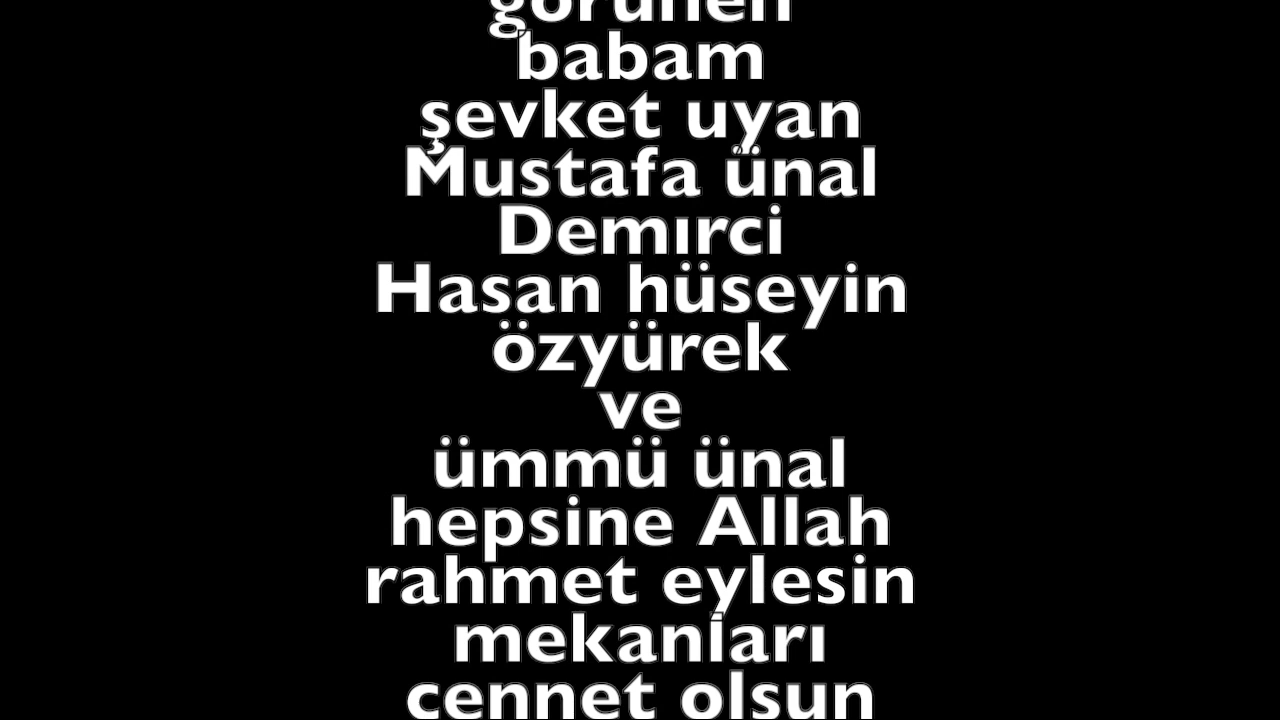 görünen
babam
şevket uyan
Mustafa ünal
Demırci
Hasan hüseyin
özyürek
ve
ümmü ünal
hepsine Allah
rahmet eylesin
mekanları
cennet olsun